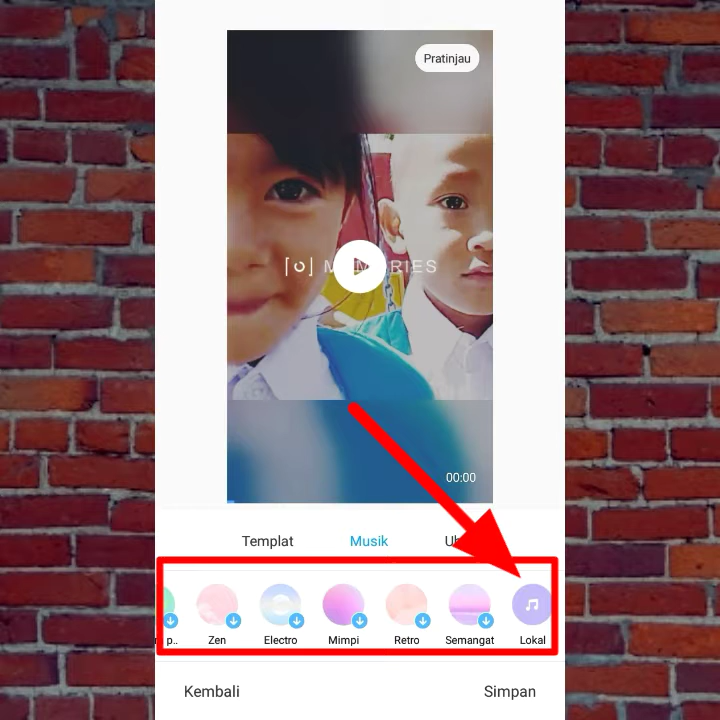 Pratinjau
MEMORIES
00:00
Templat
Musik
p..
Zen
Electro
Mimpi
Retro
Semangat
Lokal
Kembali
Simpan